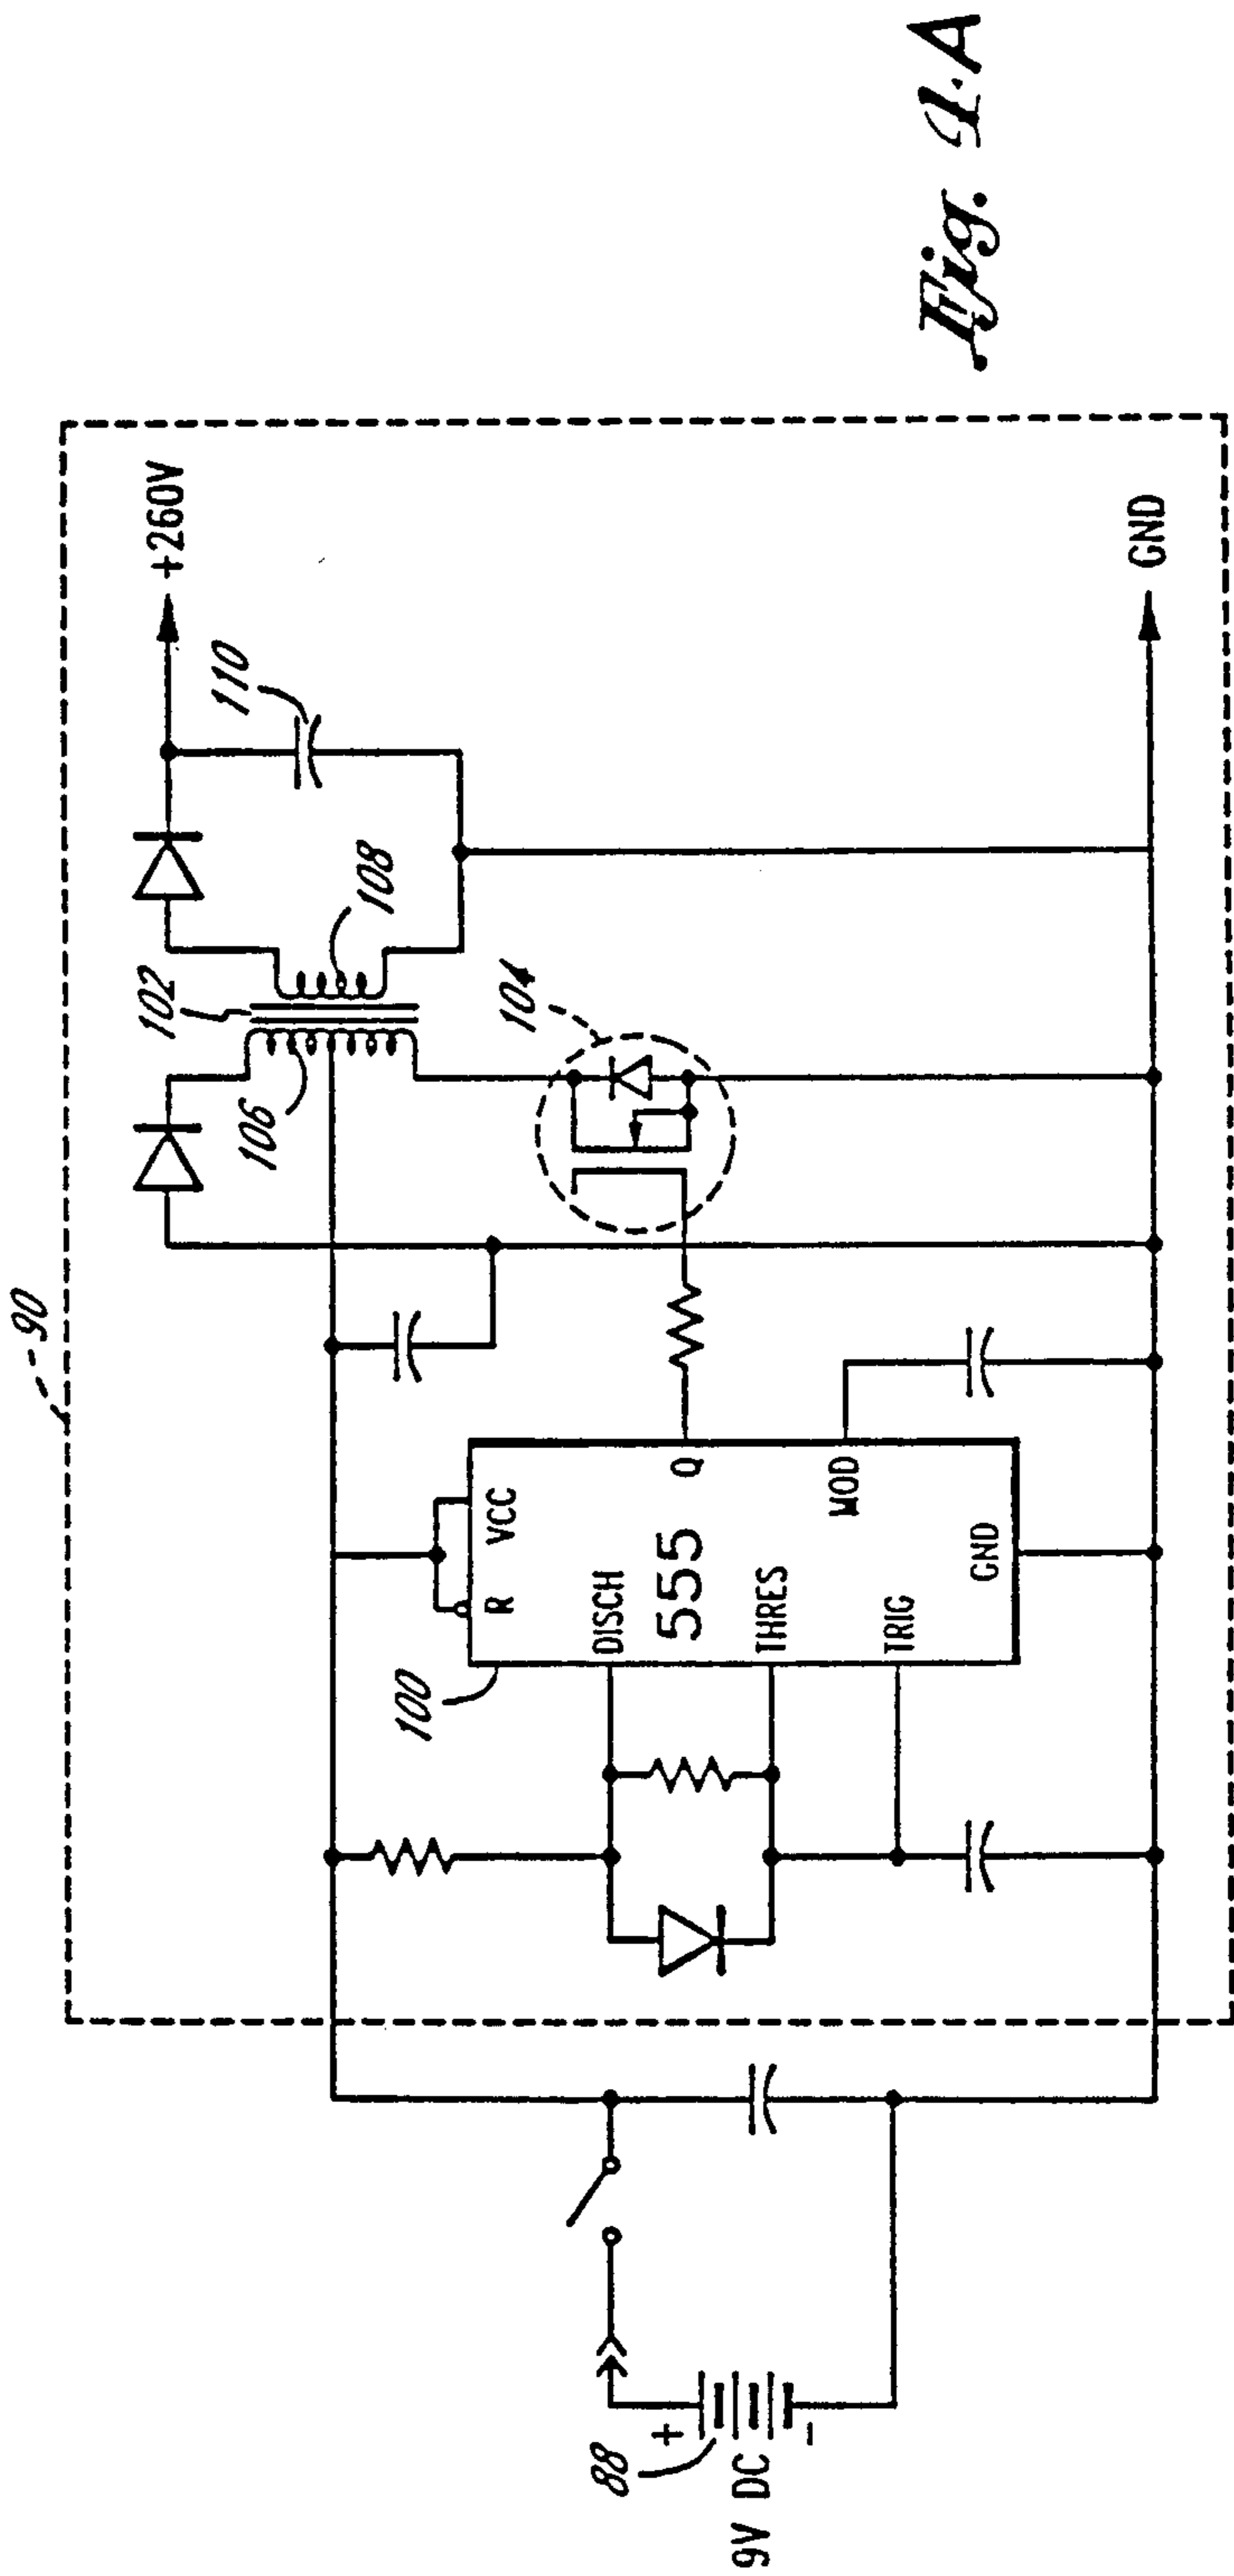 90
+260V
110
108
102
106
104
100
R
VCC
DISCH
555
Q
THRES
MOD
TRIG
GND
GND
88
+
-
9V DC
Fig. 4A